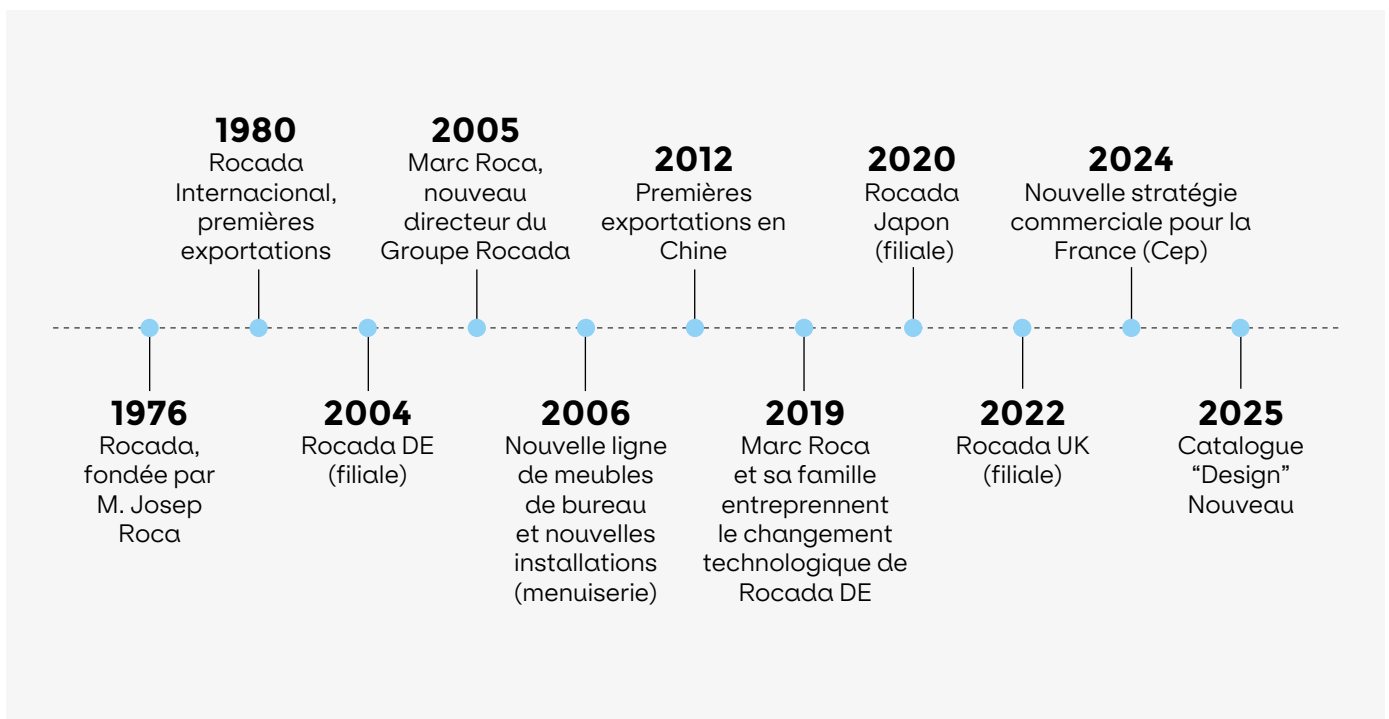 1980
Rocada
Internacional,
premières
exportations
2005
Marc Roca,
nouveau
directeur du
Groupe Rocada
2012
Premières
exportations en
Chine
2020
Rocada
Japon
(filiale)
2024
Nouvelle stratégie
commerciale pour la
France (Cep)
1976
Rocada,
fondée par
M. Josep
Roca
2004
Rocada DE
(filiale)
2006
Nouvelle ligne
de meubles
de bureau
et nouvelles
installations
(menuiserie)
2019
Marc Roca
et sa famille
entreprennent
le changement
technologique de
Rocada DE
2022
Rocada UK
(filiale)
2025
Catalogue
“Design”
Nouveau